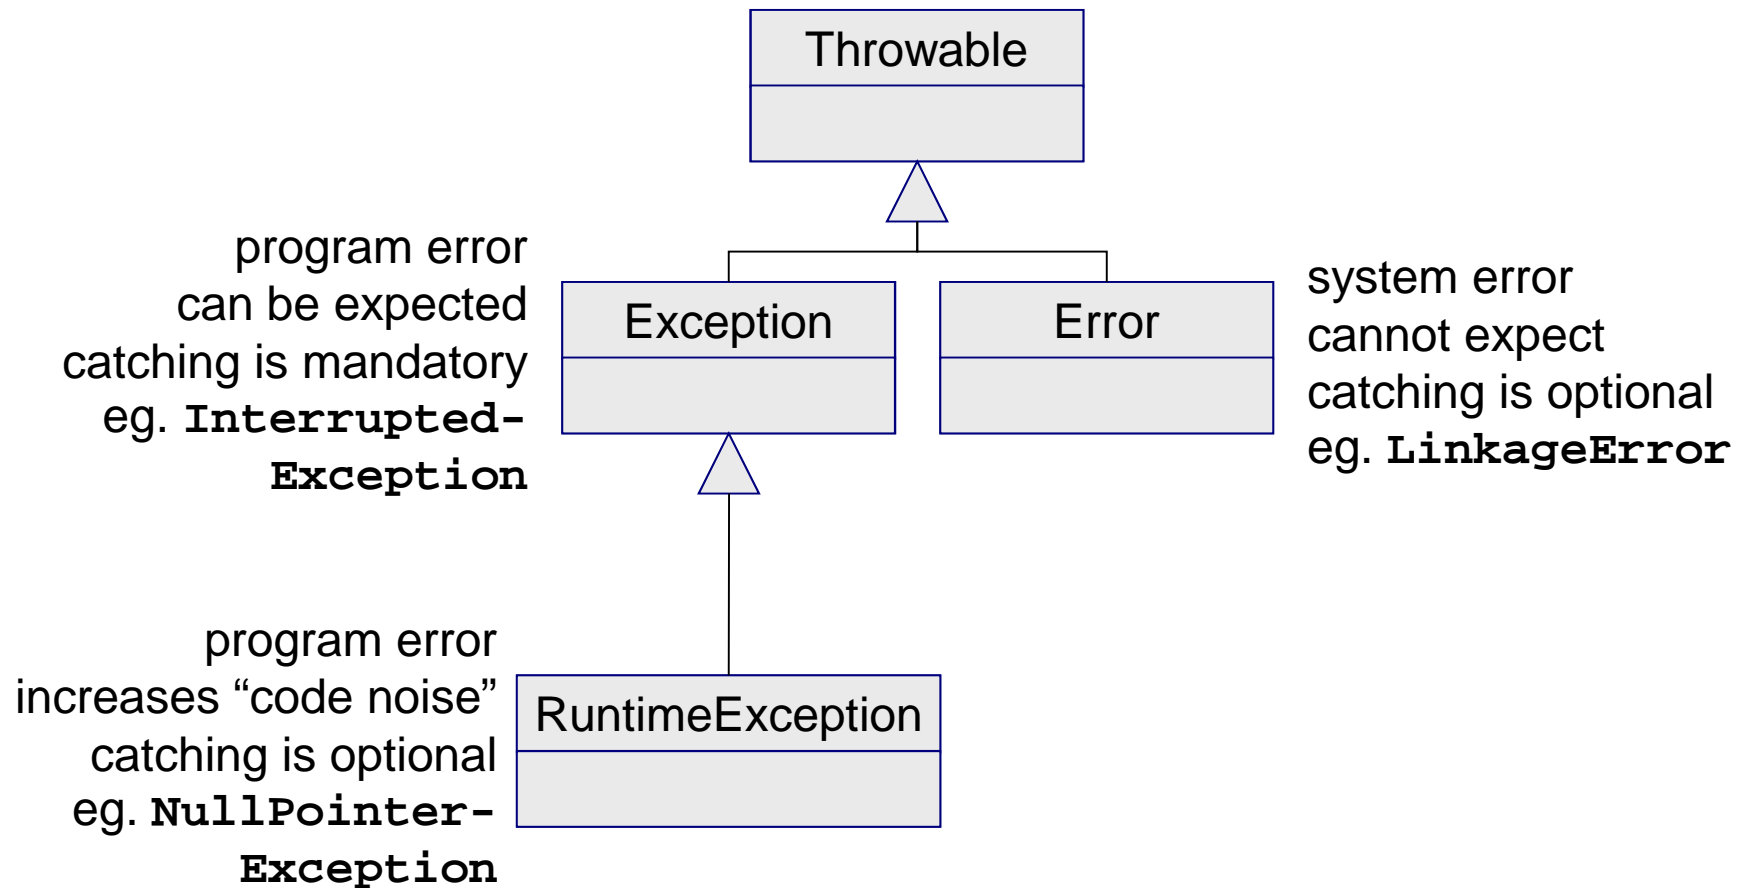 Throwable
program error
can be expected
catching is mandatory
eg. Interrupted-
Exception
Exception
Error
system error
cannot expect
catching is optional
eg. LinkageError
program error
increases “code noise”
catching is optional
eg. NullPointer-
Exception
RuntimeException